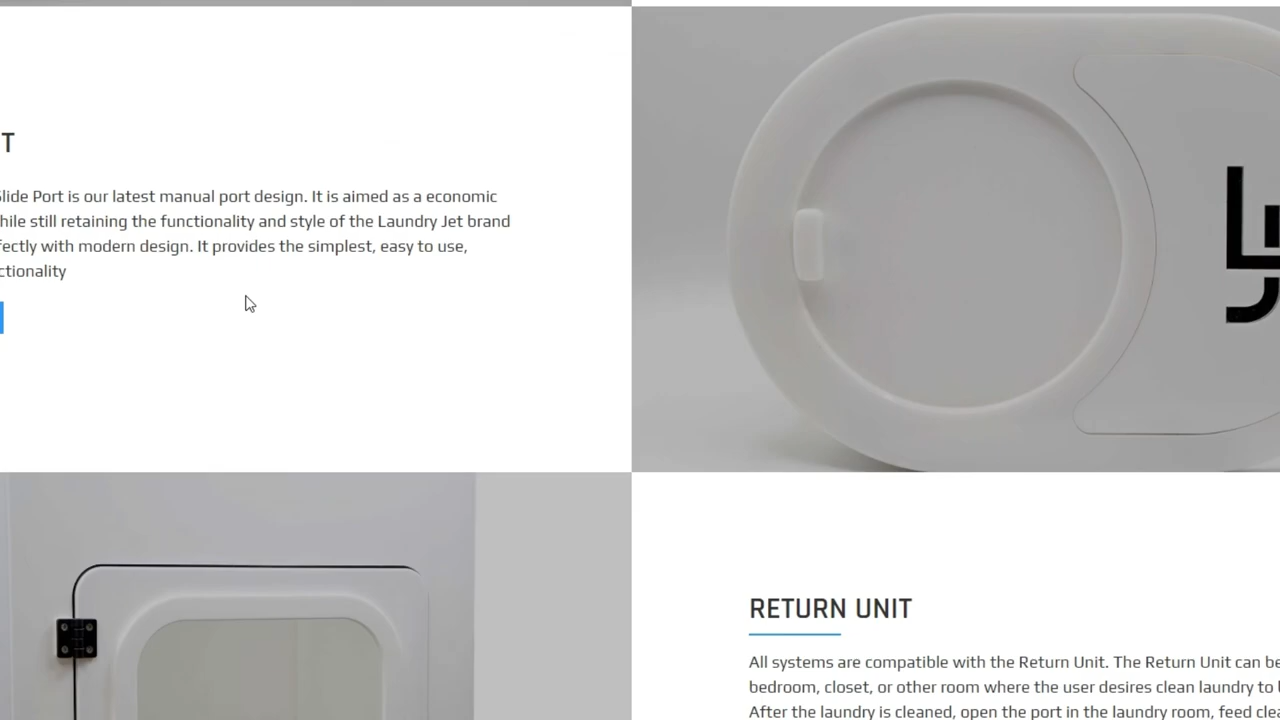 T
Slide Port is our latest manual port design. It is aimed as a economic
hile still retaining the functionality and style of the Laundry Jet brand
fectly with modern design. It provides the simplest, easy to use,
ctionality
RETURN UNIT
All systems are compatible with the Return Unit. The Return Unit can be
bedroom, closet, or other room where the user desires clean laundry to
After the laundry is cleaned, open the port in the laundry room, feed clea